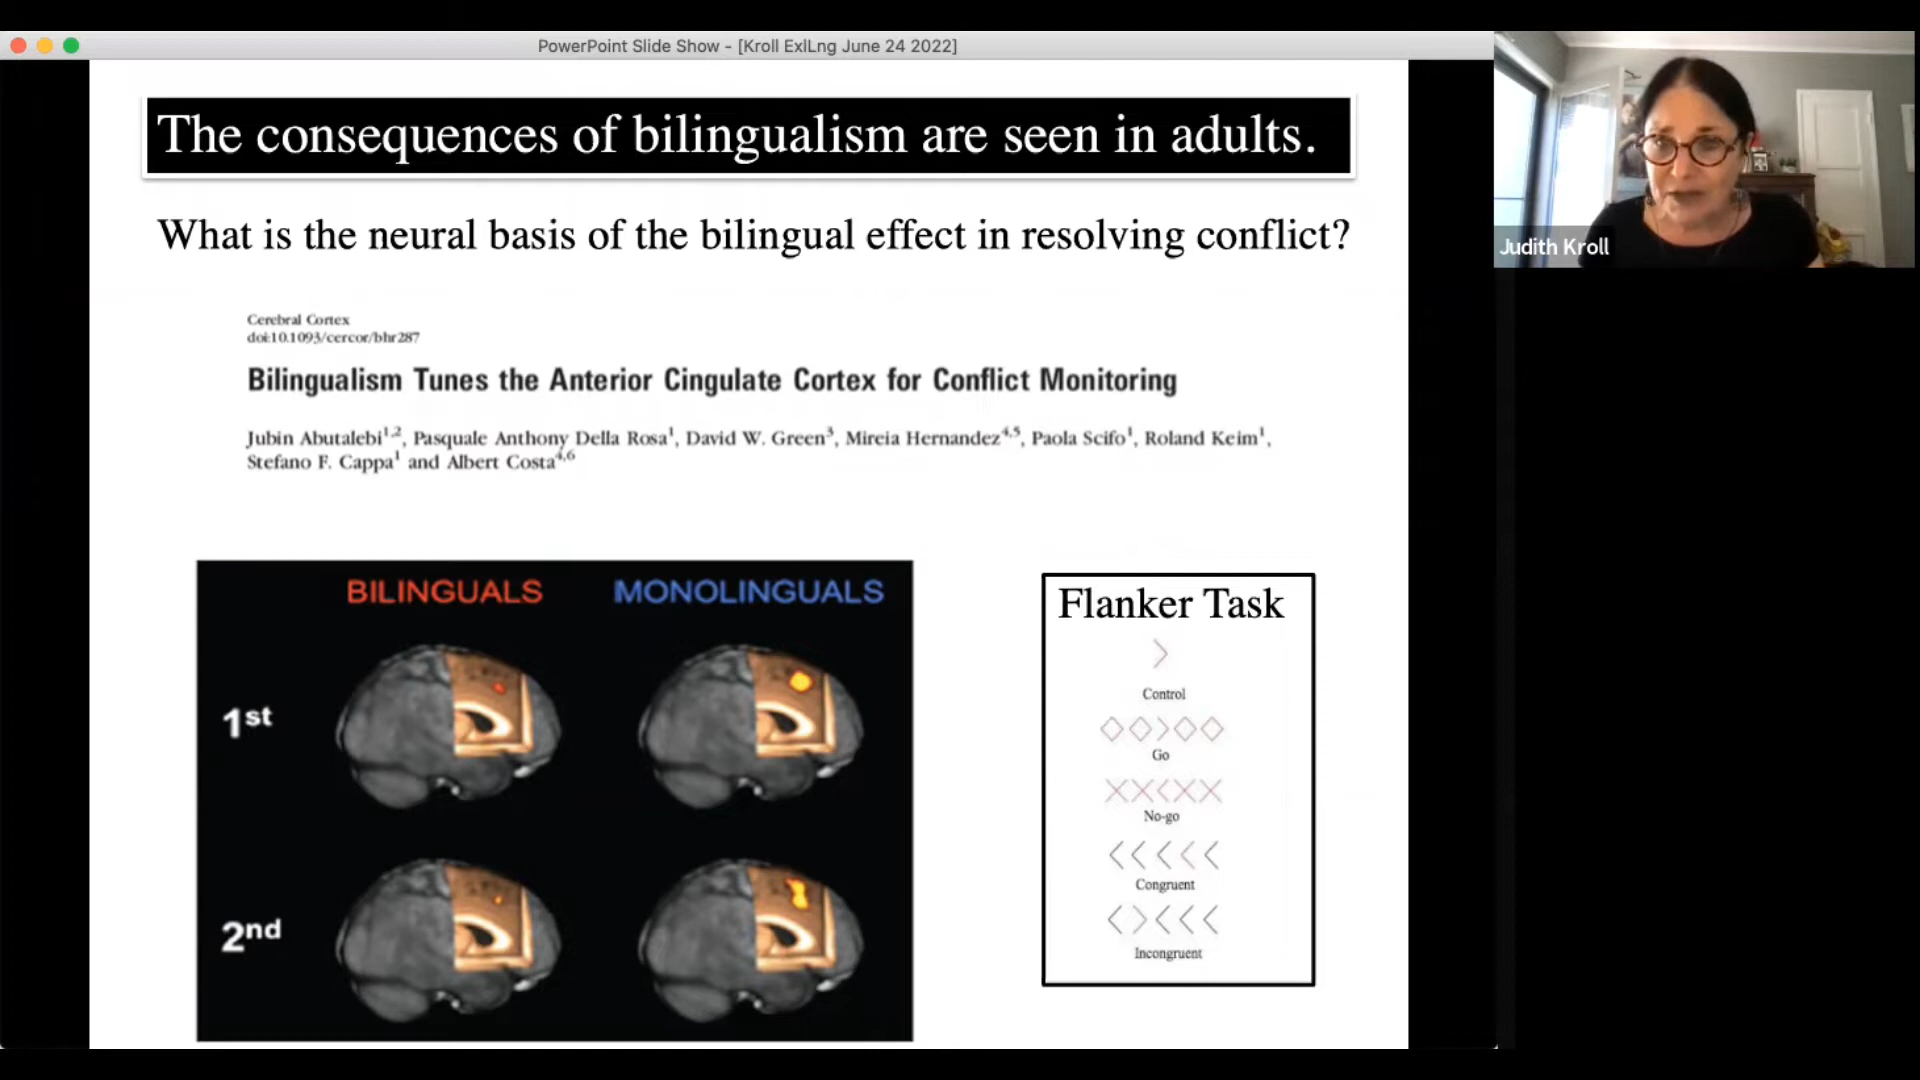 PowerPoint Slide Show - [Kroll ExlLng June 24 2022]
The consequences of bilingualism are seen in adults.
What is the neural basis of the bilingual effect in resolving conflict?
Cerebral Cortex
doi:10.1093/cercor/bhr287
Bilingualism Tunes the Anterior Cingulate Cortex for Conflict Monitoring
Jubin Abutalebi1,2, Pasquale Anthony Della Rosa1, David W. Green3, Mireia Hernandez4,5, Paola Scifo1, Roland Keim1,
Stefano F. Cappa1 and Albert Costa4,6
BILINGUALS MONOLINGUALS
1st
2nd
Flanker Task
Control
Go
No-go
Congruent
Incongruent
Judith Kroll